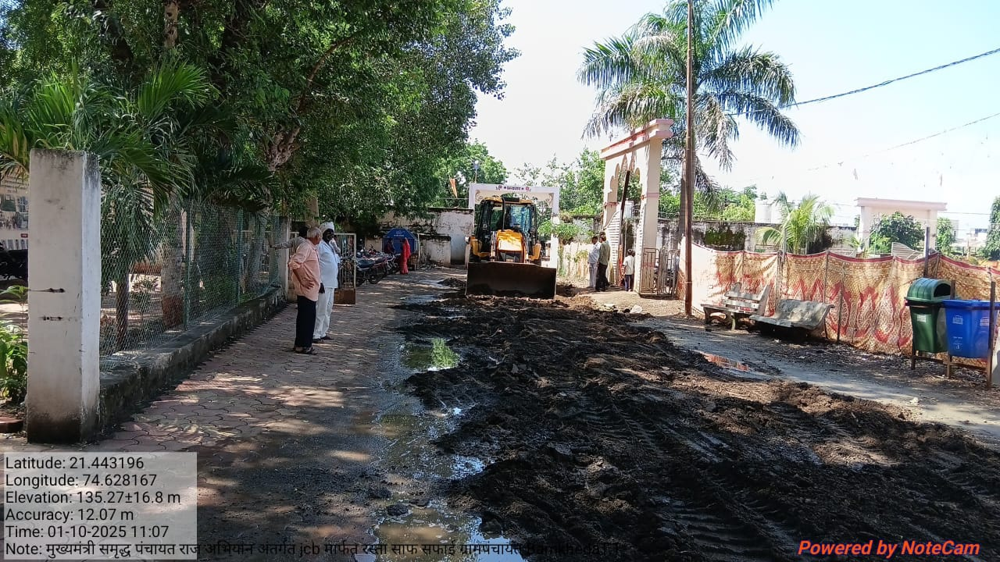 Latitude: 21.443196
Longitude: 74.628167
Elevation: 135.27±16.8 m
Accuracy: 12.07 m
Time: 01-10-2025 11:07
Note: मुख्यमंत्री समृद्ध पंचायत राज अभियान अंतर्गत jcb मार्फत रस्ता साफ सफाई ग्रामपंचायत
Powered by NoteCam